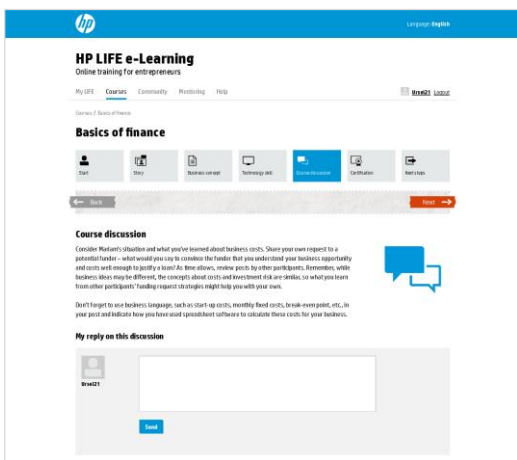 hp
Language: English
HP LIFE e-Learning
Online training for entrepreneurs
My LIFE Courses Community Mentoring Help
Ursel21 Logout
Courses / Basics of finance
Basics of finance
Start Story Business concept Technology skill Course discussion Certification Next steps
Back Next
Course discussion
Consider Mariam's situation and what you've learned about business costs. Share your own request to a
potential funder – what would you say to convince the funder that you understand your business opportunity
and costs well enough to justify a loan? As time allows, review posts by other participants. Remember, while
business ideas may be different, the concepts about costs and investment risk are similar, so what you learn
from other participants' funding request strategies might help you with your own.
Don't forget to use business language, such as start-up costs, monthly fixed costs, break-even point, etc., in
your post and indicate how you have used spreadsheet software to calculate these costs for your business.
My reply on this discussion
Ursel21
Send